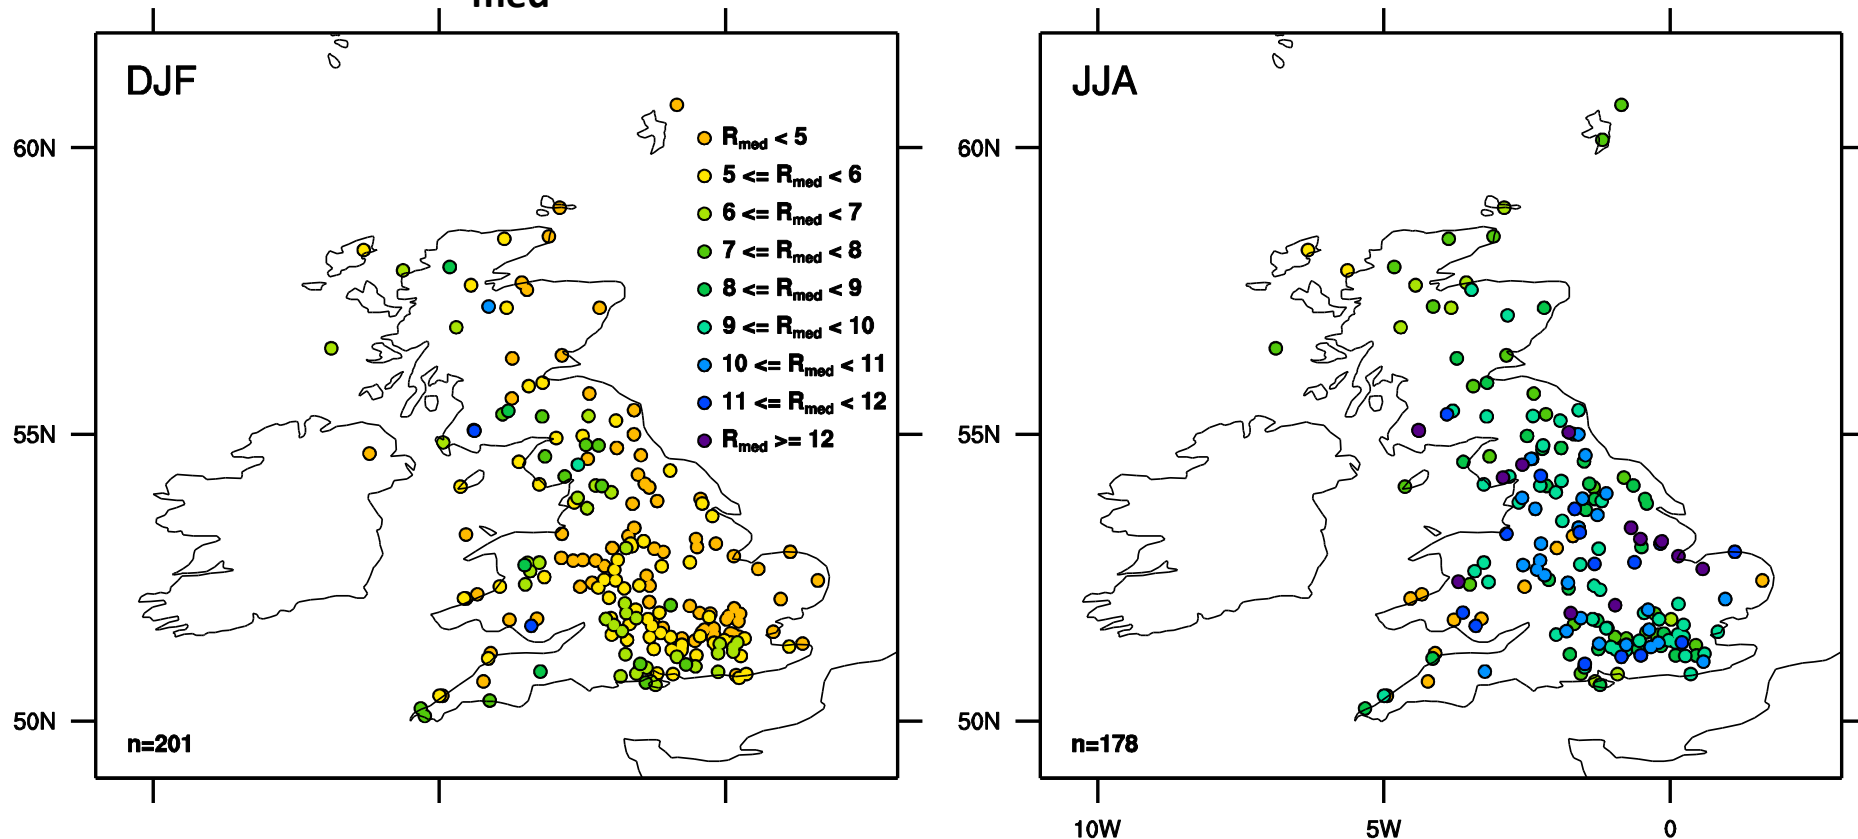 med
DJF
JJA
60N
60N
R_med < 5
5 <= R_med < 6
6 <= R_med < 7
7 <= R_med < 8
8 <= R_med < 9
9 <= R_med < 10
10 <= R_med < 11
11 <= R_med < 12
R_med >= 12
55N
55N
50N
50N
n=201
n=178
10W
5W
0